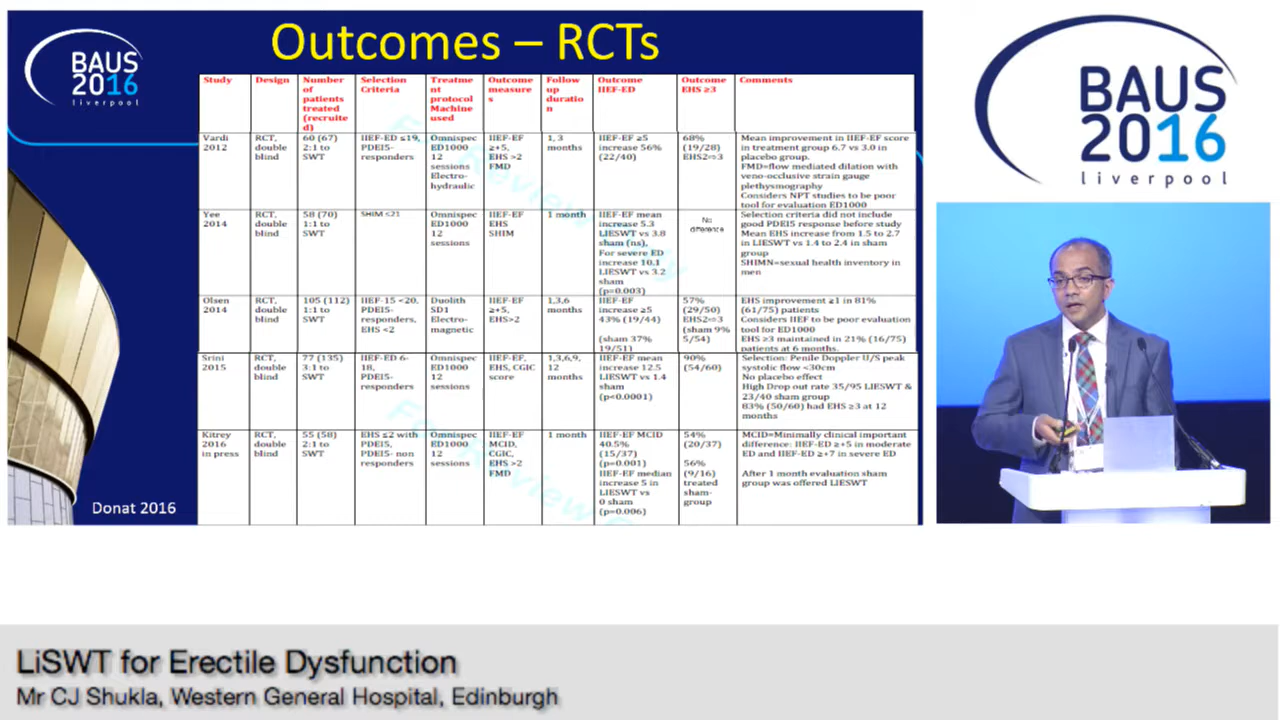 Outcomes – RCTs
BAUS
2016
liverpool
Study
Design
Number
of
patients
treated
(recruite
d)
Selection
Criteria
Treatme
nt
protocol
Machine
used
Outcome
measure
s
Follow
up
duratio
n
Outcome
IIEF-ED
Outcome
EHS ≥3
Comments
Vardi
2012
RCT,
double
blind
60 (67)
2:1 to
SWT
IIEF-ED ≤19,
PDEI5-
responders
Omnispec
ED1000
12
sessions
Electro-
hydraulic
IIEF-EF
≥+5,
EHS >2
FMD
1, 3
months
IIEF-EF ≥5
increase 56%
(22/40)
68%
(19/28)
EHS2=>3
Mean improvement in IIEF-EF score
in treatment group 6.7 vs 3.0 in
placebo group.
FMD=flow mediated dilation with
veno-occlusive strain gauge
plethysmography
Considers NPT studies to be poor
tool for evaluation ED1000
Yee
2014
RCT,
double
blind
58 (70)
1:1 to
SWT
SHIM <21
Omnispec
ED1000
12
sessions
IIEF-EF
EHS
SHIM
1 month
IIEF-EF mean
increase 5.3
LIESWT vs 3.8
sham (ns),
For severe ED
increase 10.1
LIESWT vs 3.2
sham
(p=0.003)
No
difference
Selection criteria did not include
good PDEI5 response before study
Mean EHS increase from 1.5 to 2.7
in LIESWT vs 1.4 to 2.4 in sham
group
SHIMN=sexual health inventory in
men
Olsen
2014
RCT,
double
blind
105 (112)
1:1 to
SWT
IIEF-15 <20,
PDEI5-
responders,
EHS <2
Duolith
SD1
Electro-
magnetic
IIEF-EF
≥+5,
EHS>2
1,3,6
months
IIEF-EF
increase ≥5
43% (19/44)
(sham 37%
19/51)
57%
(29/50)
EHS2=>3
(sham 9%
5/54)
EHS improvement ≥1 in 81%
(61/75) patients
Considers IIEF to be poor evaluation
tool for ED1000
EHS ≥3 maintained in 21% (16/75)
patients at 6 months.
Srini
2015
RCT,
double
blind
77 (135)
3:1 to
SWT
IIEF-ED 6-
18,
PDEI5-
responders
Omnispec
ED1000
12
sessions
IIEF-EF,
EHS, CGIC
score
1,3,6,9,
12
months
IIEF-EF mean
increase 12.5
LIESWT vs 1.4
sham
(p<0.0001)
90%
(54/60)
Selection: Penile Doppler U/S peak
systolic flow <30cm
No placebo effect
High Drop out rate 35/95 LIESWT &
23/40 sham group
83% (50/60) had EHS ≥3 at 12
months
Kitrey
2016
in press
RCT,
double
blind
55 (58)
2:1 to
SWT
EHS ≤2 with
PDEI5,
PDEI5- non
responders
Omnispec
ED1000
12
sessions
IIEF-EF
MCID,
CGIC,
EHS >2
FMD
1 month
IIEF-EF MCID
40.5%
(15/37)
(p=0.001)
IIEF-EF median
increase 5 in
LIESWT vs
0 sham
(p=0.006)
54%
(20/37)
56%
(9/16)
treated
sham-
group
MCID=Minimally clinical important
difference: IIEF-ED ≥+5 in moderate
ED and IIEF-ED ≥+7 in severe ED
After 1 month evaluation sham
group was offered LIESWT
Donat 2016
BAUS
2016
liverpool
LiSWT for Erectile Dysfunction
Mr CJ Shukla, Western General Hospital, Edinburgh